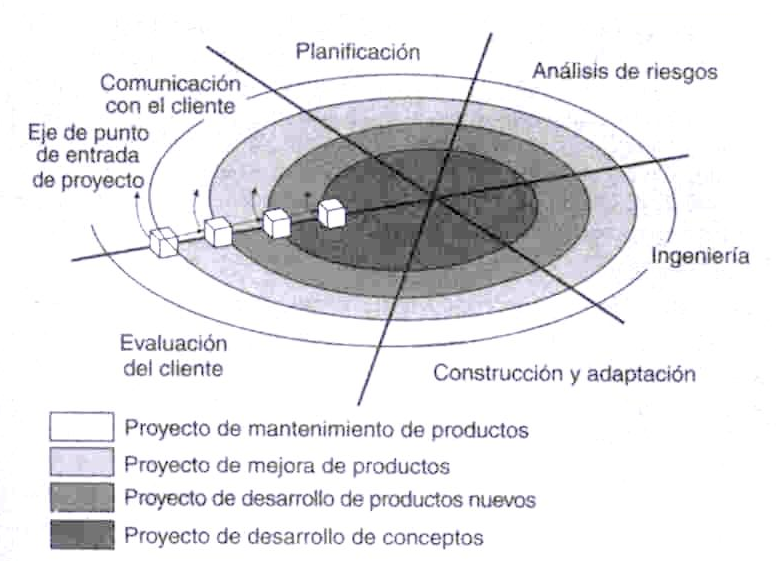 Planificación
Análisis de riesgos
Comunicación
con el cliente
Eje de punto
de entrada
de proyecto
Ingeniería
Evaluación
del cliente
Construcción y adaptación
Proyecto de mantenimiento de productos
Proyecto de mejora de productos
Proyecto de desarrollo de productos nuevos
Proyecto de desarrollo de conceptos